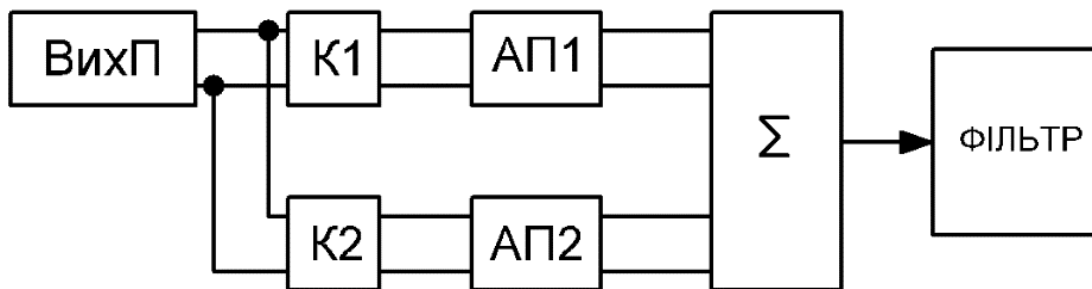 ВихП
К1
АП1
Σ
ФІЛЬТР
К2
АП2